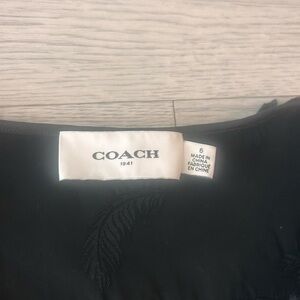 COACH
1941
6
MADE IN
CHINA
FABRIQUÉ
EN CHINE